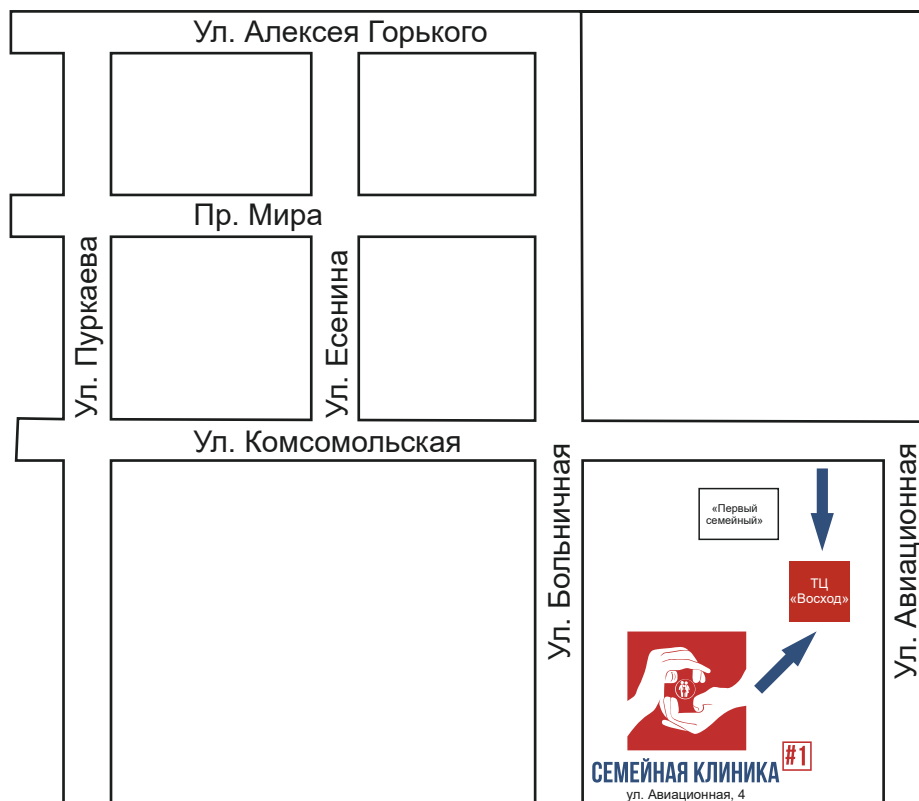 Ул. Алексея Горького
Пр. Мира
Ул. Пуркаева
Ул. Есенина
Ул. Комсомольская
Ул. Больничная
Ул. Авиационная
«Первый
семейный»
ТЦ
«Восход»
СЕМЕЙНАЯ КЛИНИКА #1
ул. Авиационная, 4